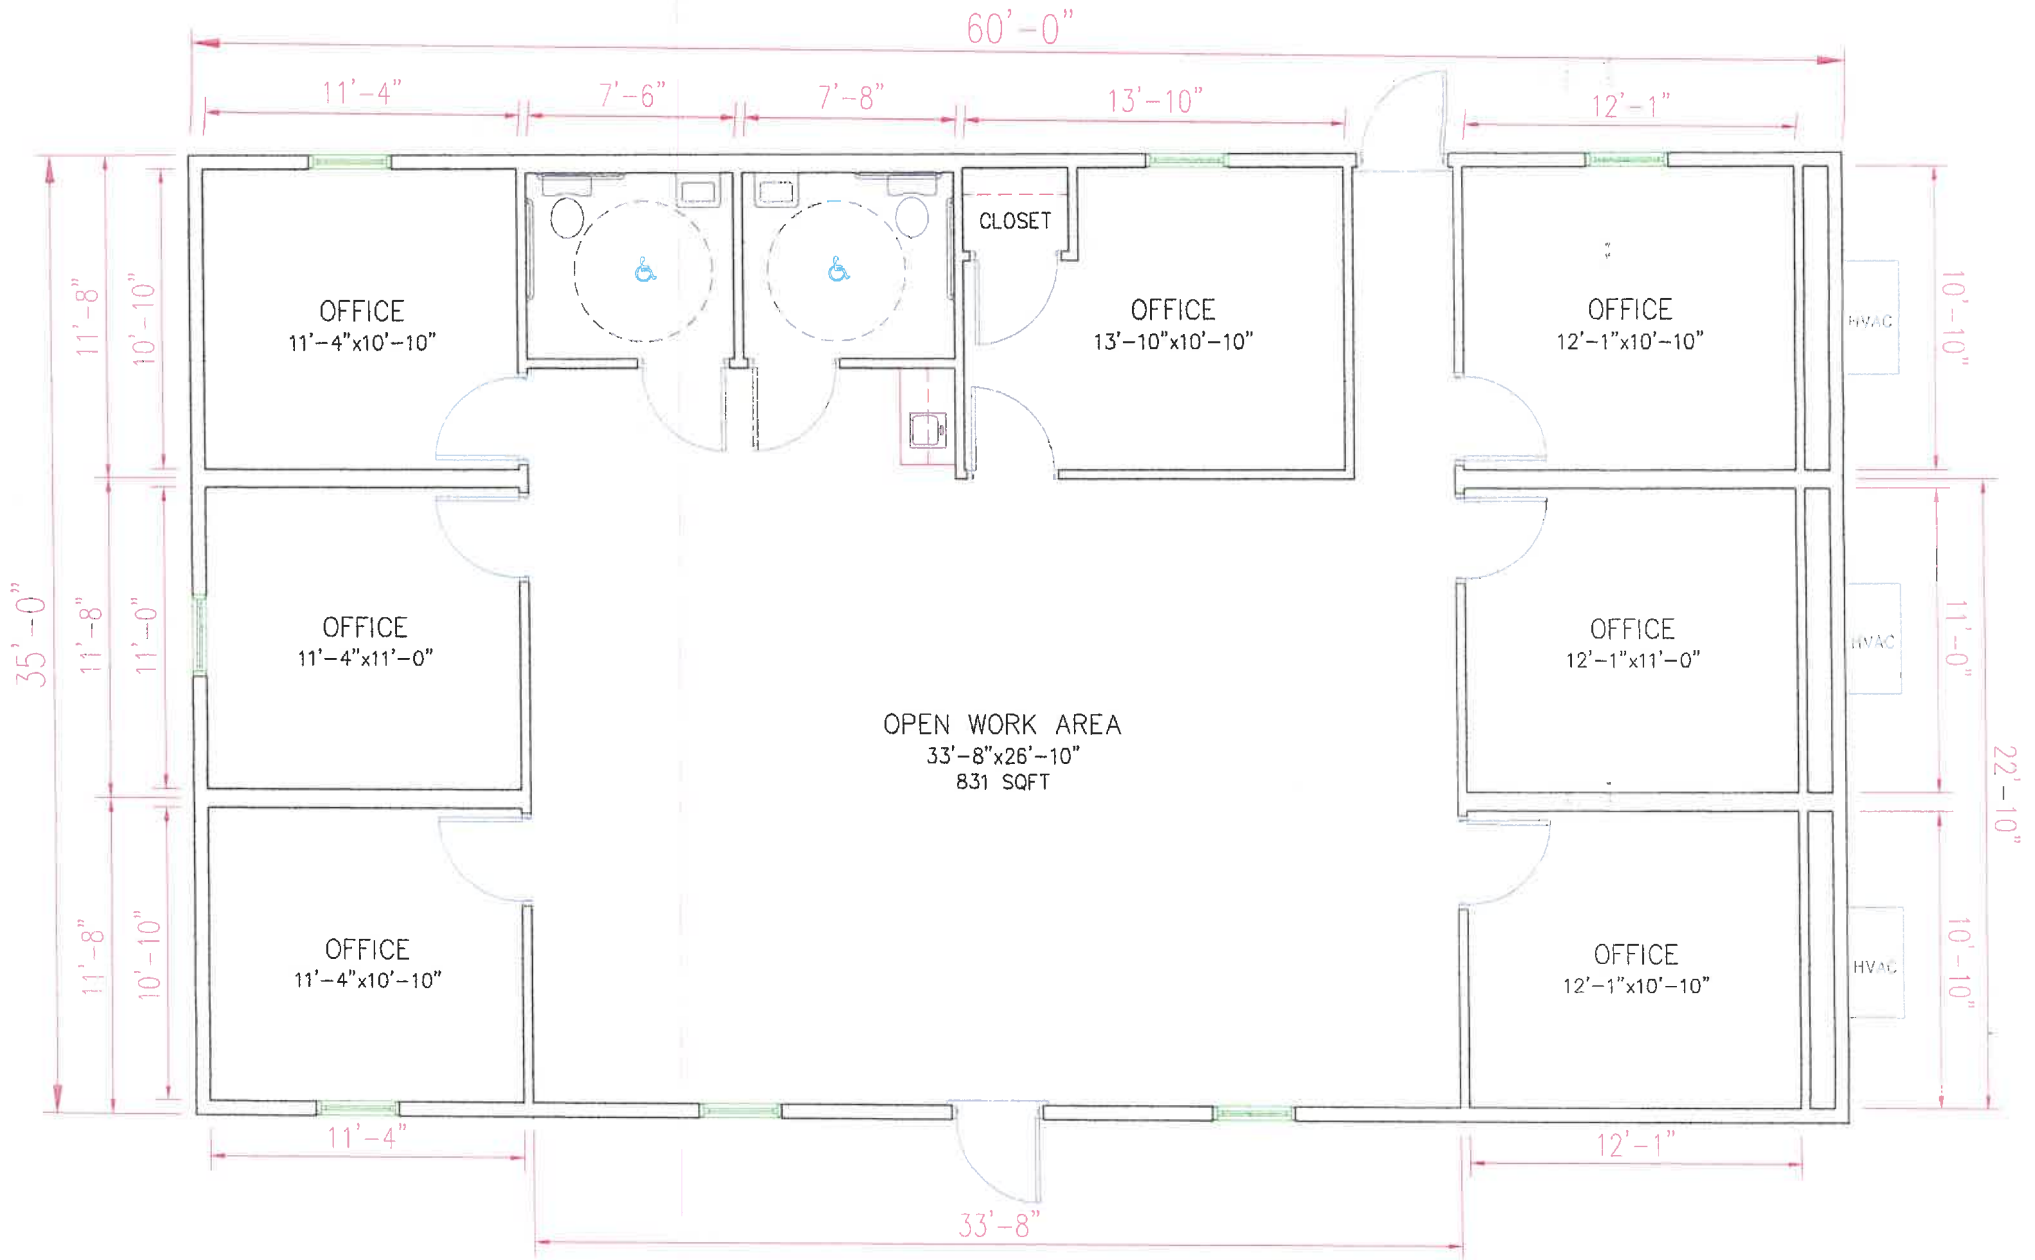 60'-0"
11'-4"
7'-6"
7'-8"
13'-10"
12'-1"
35'-0"
11'-8"
10'-10"
11'-8"
11'-0"
11'-8"
10'-10"
OFFICE
11'-4"x10'-10"
CLOSET
OFFICE
13'-10"x10'-10"
OFFICE
12'-1"x10'-10"
HVAC
10'-10"
OFFICE
11'-4"x11'-0"
OPEN WORK AREA
33'-8"x26'-10"
831 SQFT
OFFICE
12'-1"x11'-0"
HVAC
11'-0"
22'-10"
OFFICE
11'-4"x10'-10"
OFFICE
12'-1"x10'-10"
HVAC
10'-10"
11'-4"
33'-8"
12'-1"